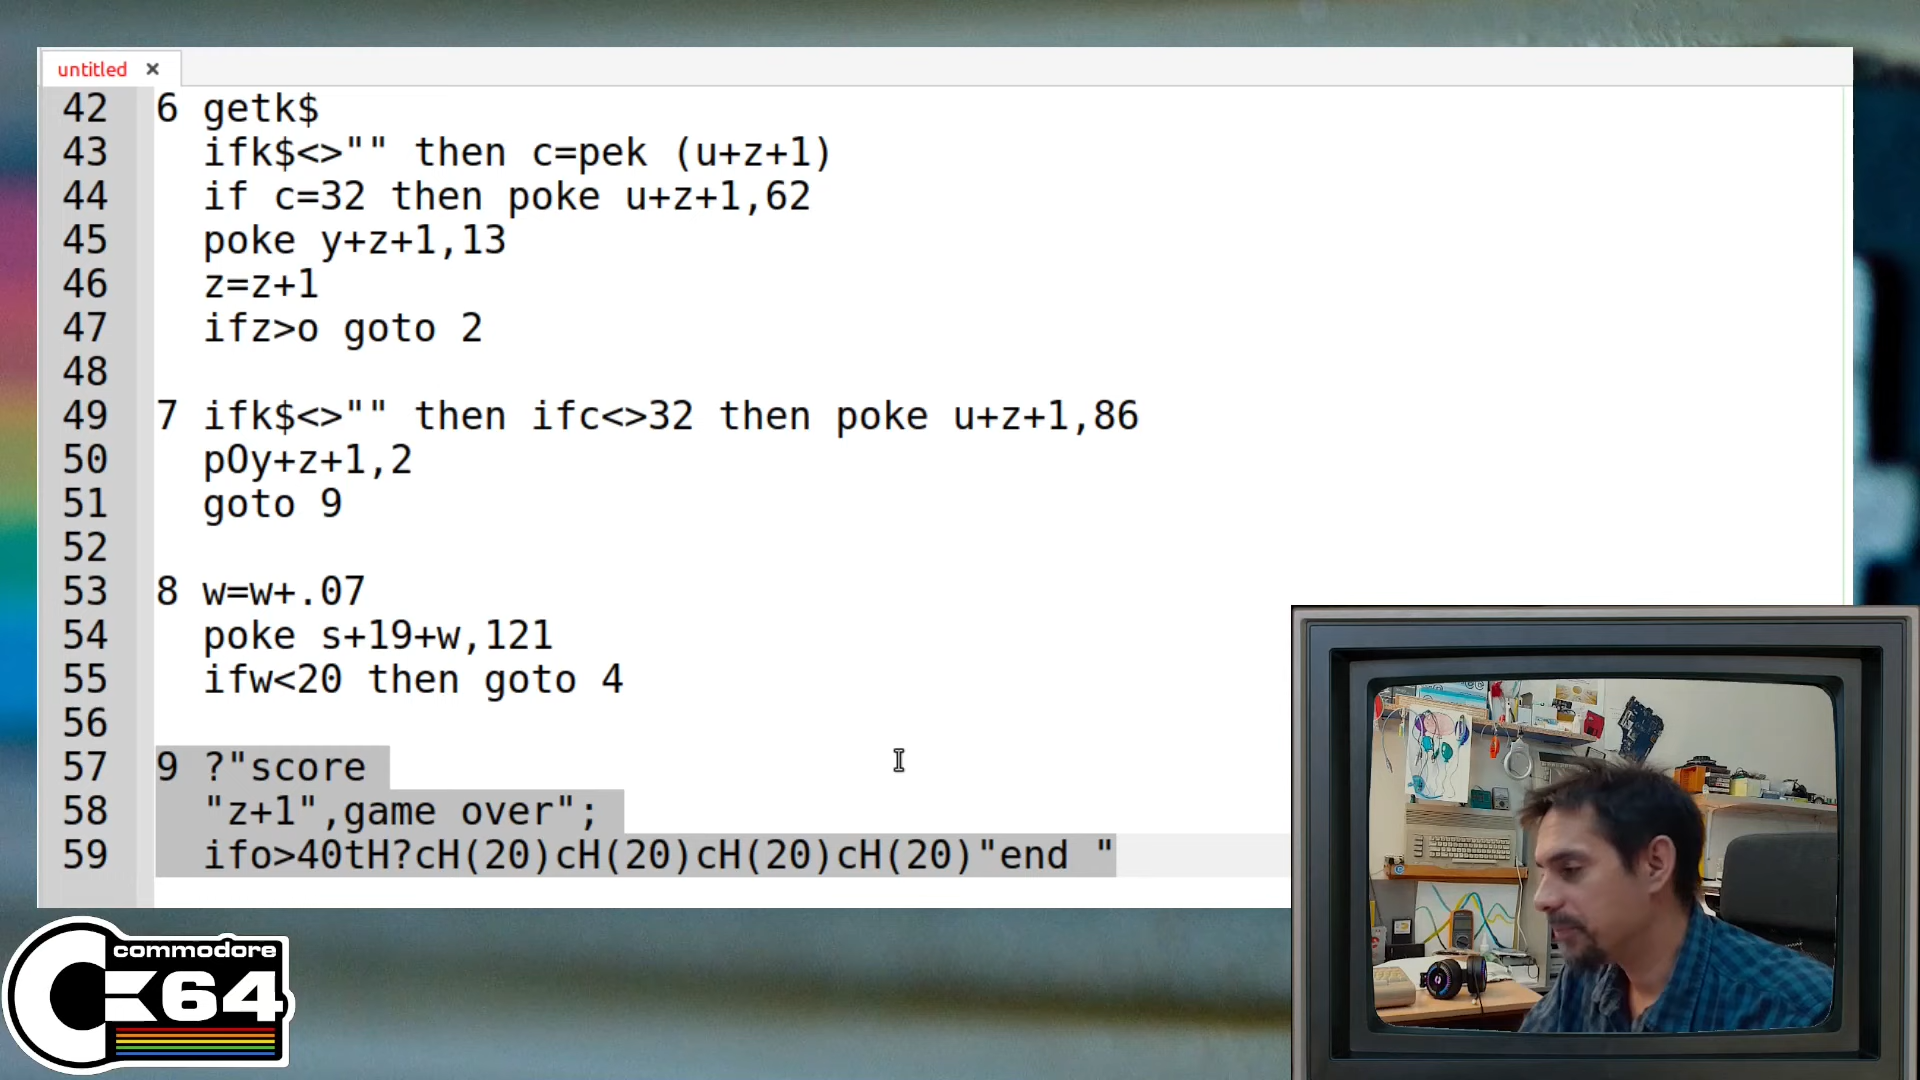 untitled ×
42 6 getk$
43 ifk$<>"" then c=pek (u+z+1)
44 if c=32 then poke u+z+1,62
45 poke y+z+1,13
46 z=z+1
47 ifz>o goto 2
48
49 7 ifk$<>"" then ifc<>32 then poke u+z+1,86
50 pOy+z+1,2
51 goto 9
52
53 8 w=w+.07
54 poke s+19+w,121
55 ifw<20 then goto 4
56
57 9 ?"score
58 "z+1",game over";
59 ifo>40tH?cH(20)cH(20)cH(20)cH(20)"end "
commodore
64